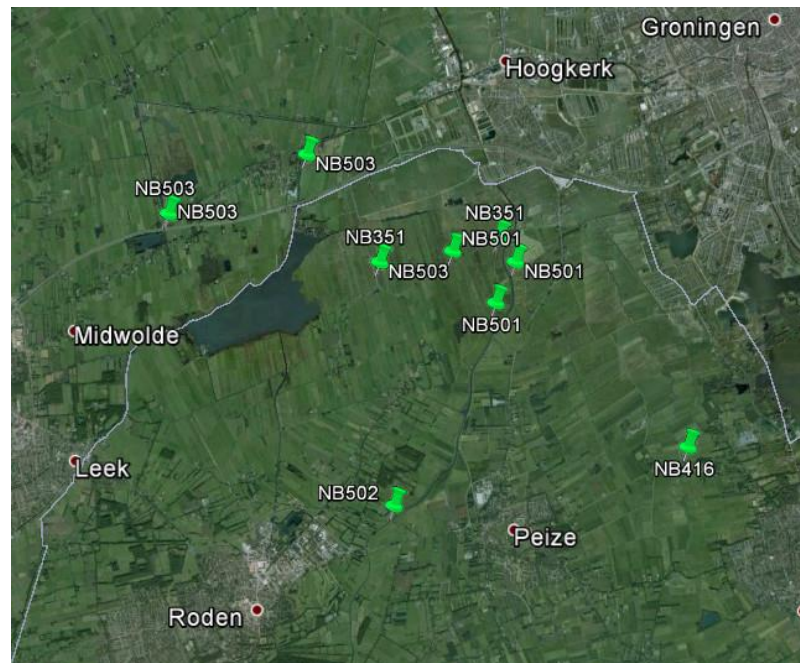 Groningen
Hoogkerk
NB503
NB503
NB503
NB351
NB351
NB501
NB503
NB501
NB501
Midwolde
Leek
NB416
NB502
Peize
Roden